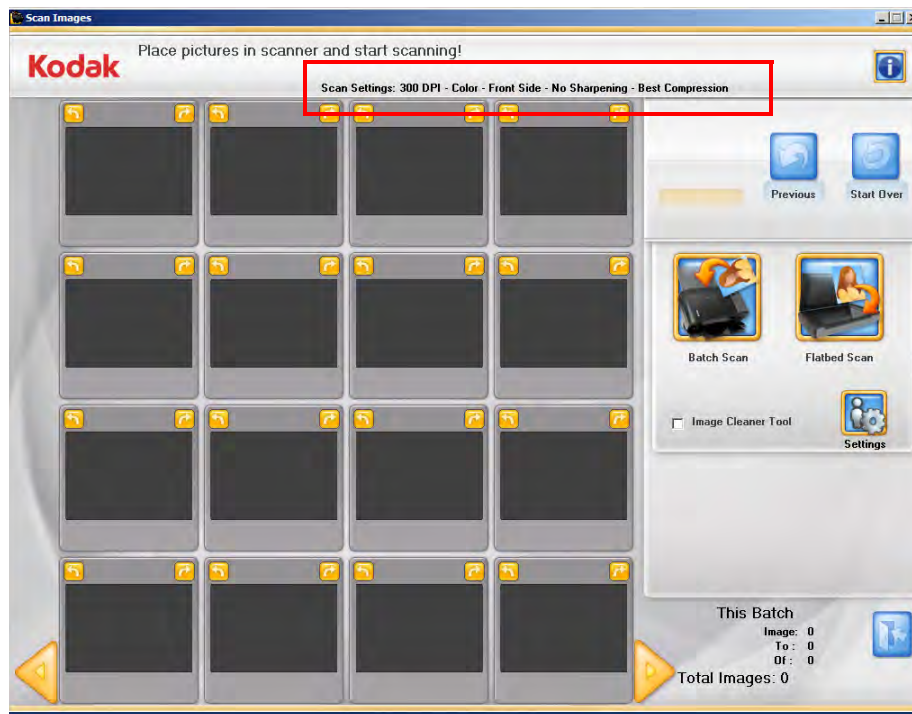 Scan Images
Kodak
Place pictures in scanner and start scanning!
Scan Settings: 300 DPI - Color - Front Side - No Sharpening - Best Compression
Previous
Start Over
Batch Scan
Flatbed Scan
Image Cleaner Tool
Settings
This Batch
Image: 0
To : 0
Of : 0
Total Images: 0